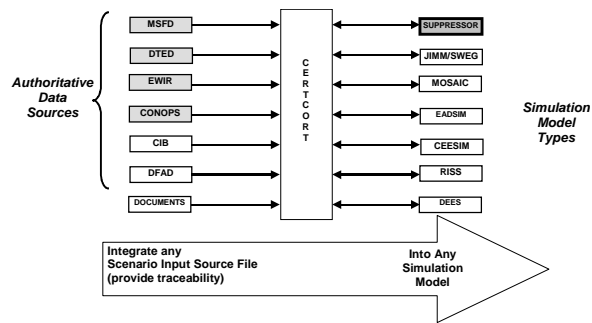 MSFD
DTED
EWIR
CONOPS
CIB
DFAD
DOCUMENTS
Authoritative
Data
Sources
C
E
R
T
C
O
R
T
SUPPRESSOR
JIMM/SWEG
MOSAIC
EADSIM
CEESIM
RISS
DEES
Simulation
Model
Types
Integrate any
Scenario Input Source File
(provide traceability)
Into Any
Simulation
Model